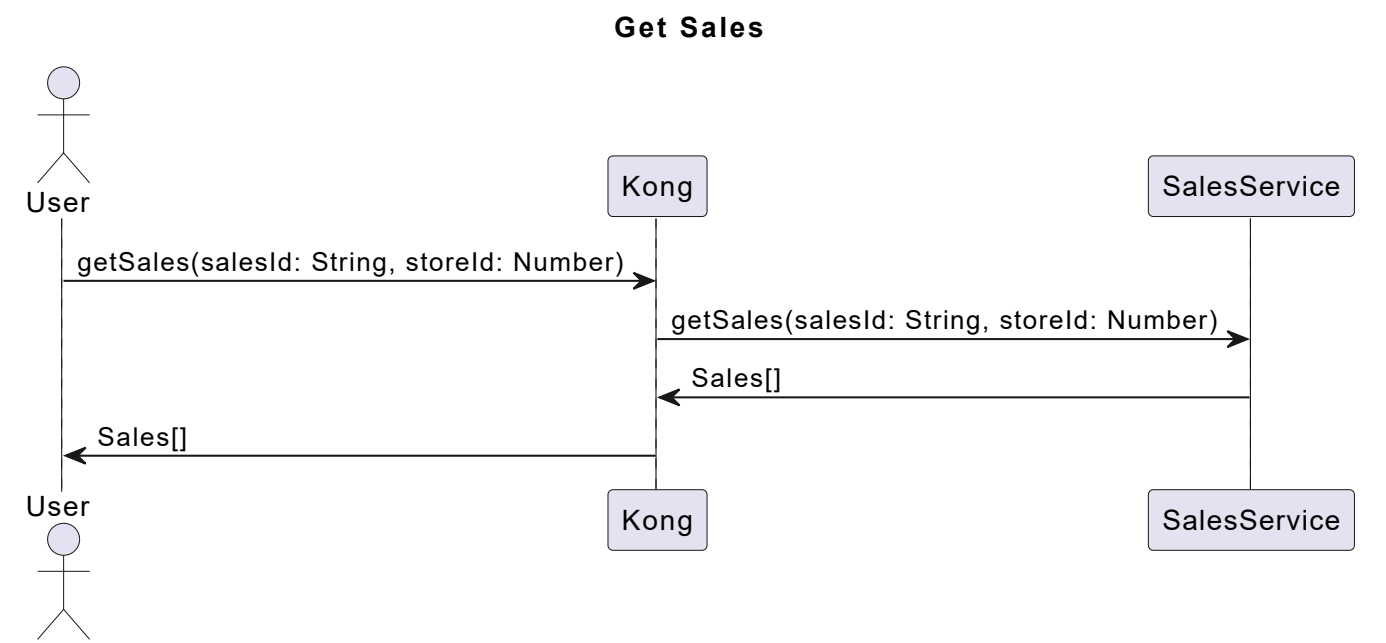 Get Sales
User
Kong
SalesService
getSales(salesId: String, storeId: Number)
getSales(salesId: String, storeId: Number)
Sales[]
Sales[]
User
Kong
SalesService